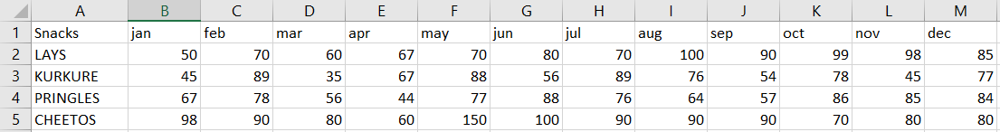 A B C D E F G H I J K L M
1 Snacks jan feb mar apr may jun jul aug sep oct nov dec
2 LAYS 50 70 60 67 70 80 70 100 90 99 98 85
3 KURKURE 45 89 35 67 88 56 89 76 54 78 45 77
4 PRINGLES 67 78 56 44 77 88 76 64 57 86 85 84
5 CHEETOS 98 90 80 60 150 100 90 90 90 70 80 80